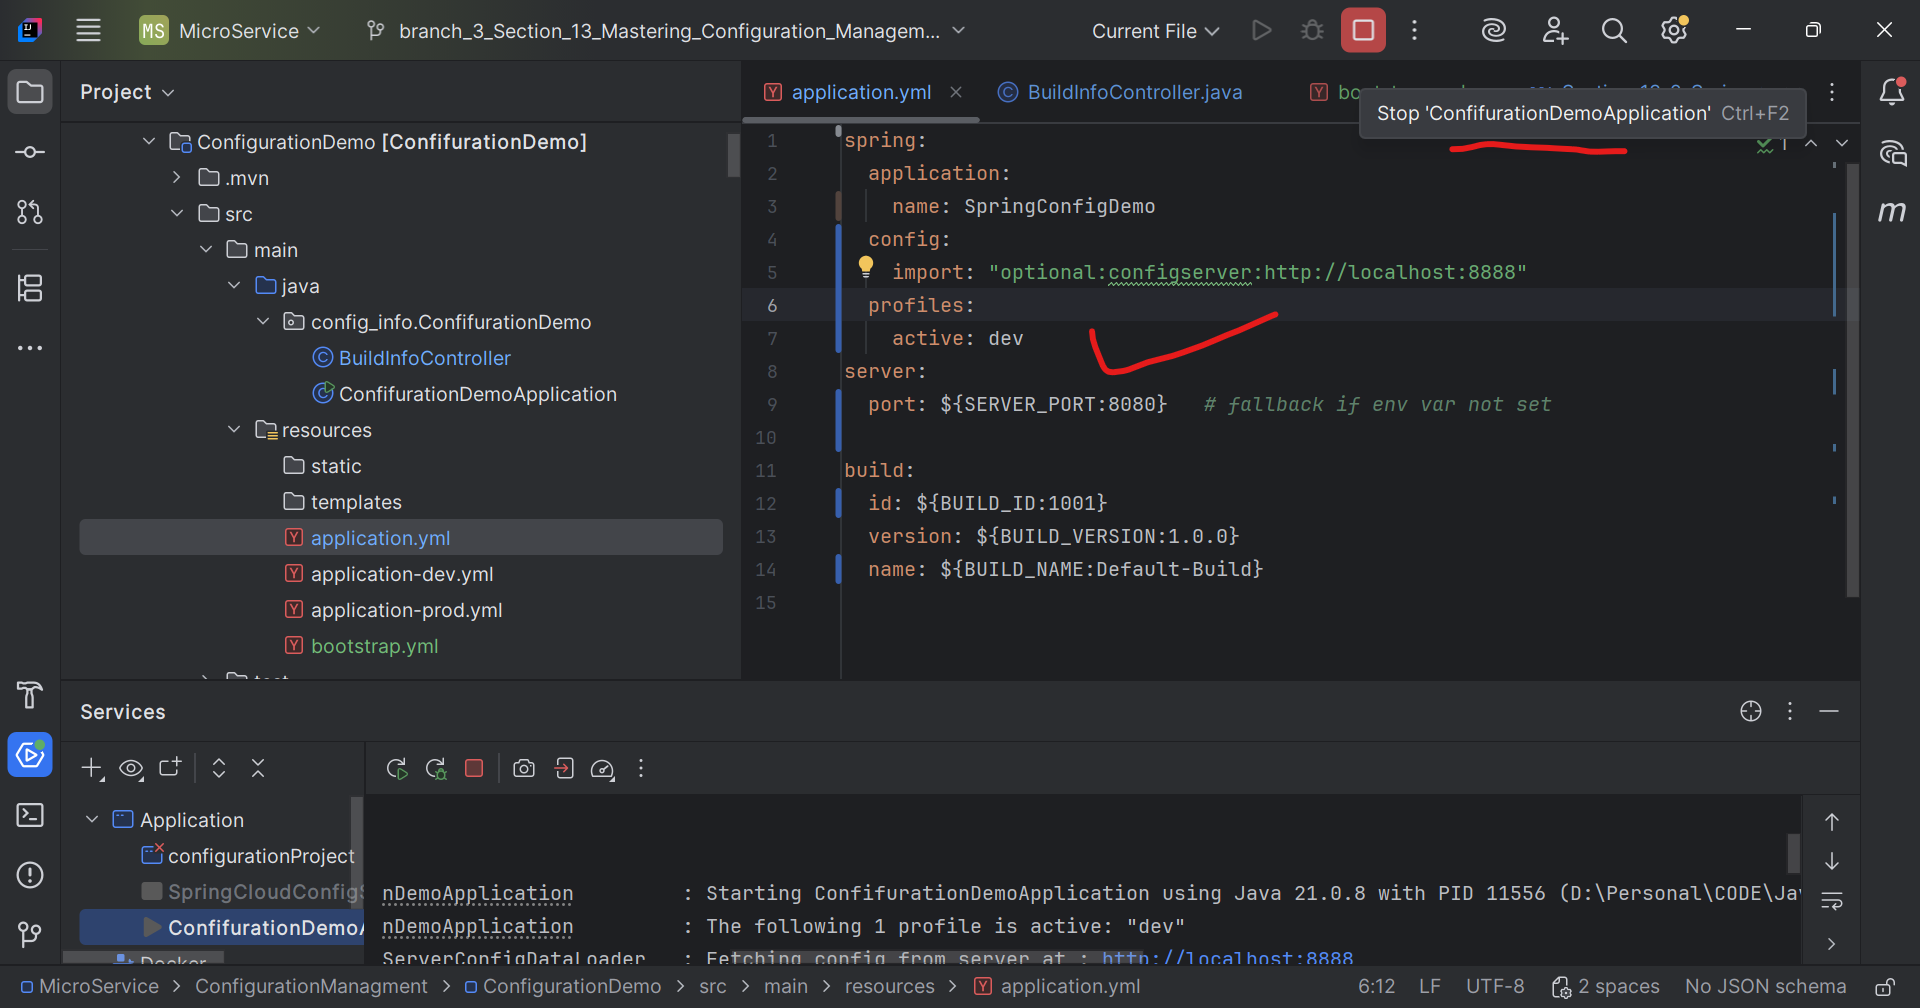 MS MicroService branch_3_Section_13_Mastering_Configuration_Managem... Current File
Project
application.yml BuildInfoController.java
Stop 'ConfifurationDemoApplication' Ctrl+F2
ConfigurationDemo [ConfifurationDemo]
.mvn
src
main
java
config_info.ConfifurationDemo
BuildInfoController
ConfifurationDemoApplication
resources
static
templates
application.yml
application-dev.yml
application-prod.yml
bootstrap.yml
1 spring:
2 application:
3 name: SpringConfigDemo
4 config:
5 import: "optional:configserver:http://localhost:8888"
6 profiles:
7 active: dev
8 server:
9 port: ${SERVER_PORT:8080} # fallback if env var not set
10
11 build:
12 id: ${BUILD_ID:1001}
13 version: ${BUILD_VERSION:1.0.0}
14 name: ${BUILD_NAME:Default-Build}
15
Services
Application
configurationProject
SpringCloudConfigS
ConfifurationDemoA
Docker
nDemoApplication : Starting ConfifurationDemoApplication using Java 21.0.8 with PID 11556 (D:\Personal\CODE\Jav
nDemoApplication : The following 1 profile is active: "dev"
ServerConfigDataLoader : Fetching config from server at : http://localhost:8888
MicroService > ConfigurationManagment > ConfigurationDemo > src > main > resources > application.yml 6:12 LF UTF-8 2 spaces No JSON schema